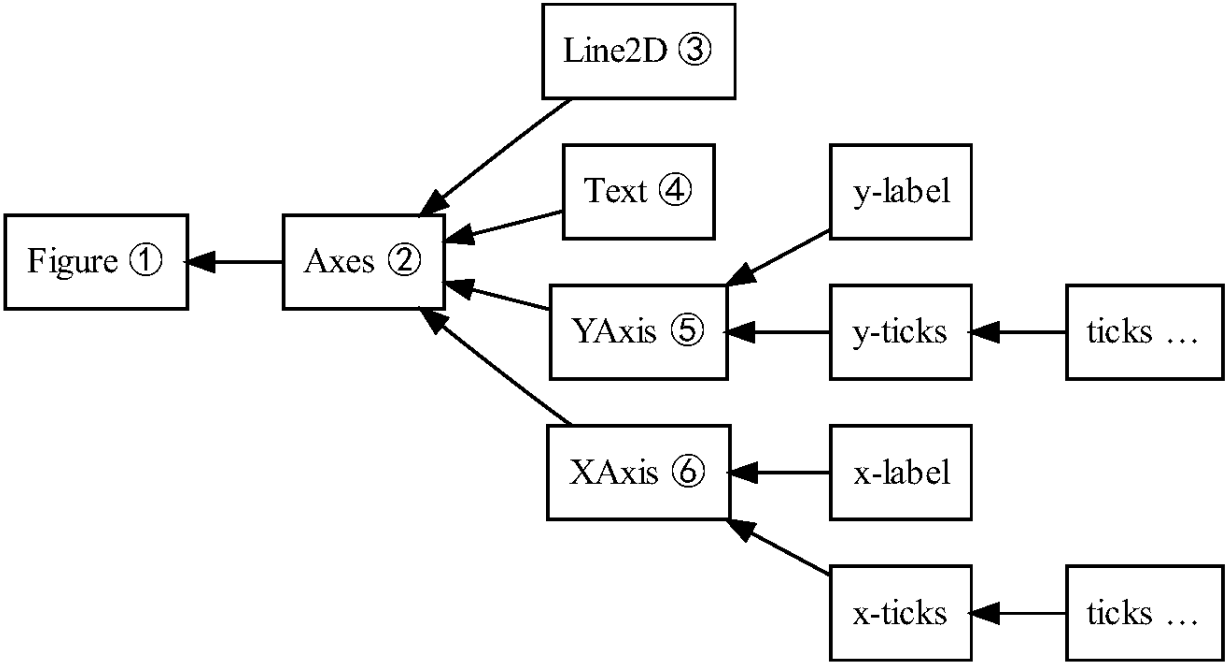 Line2D ③
Text ④
y-label
Figure ①
Axes ②
YAxis ⑤
y-ticks
ticks …
XAxis ⑥
x-label
x-ticks
ticks …